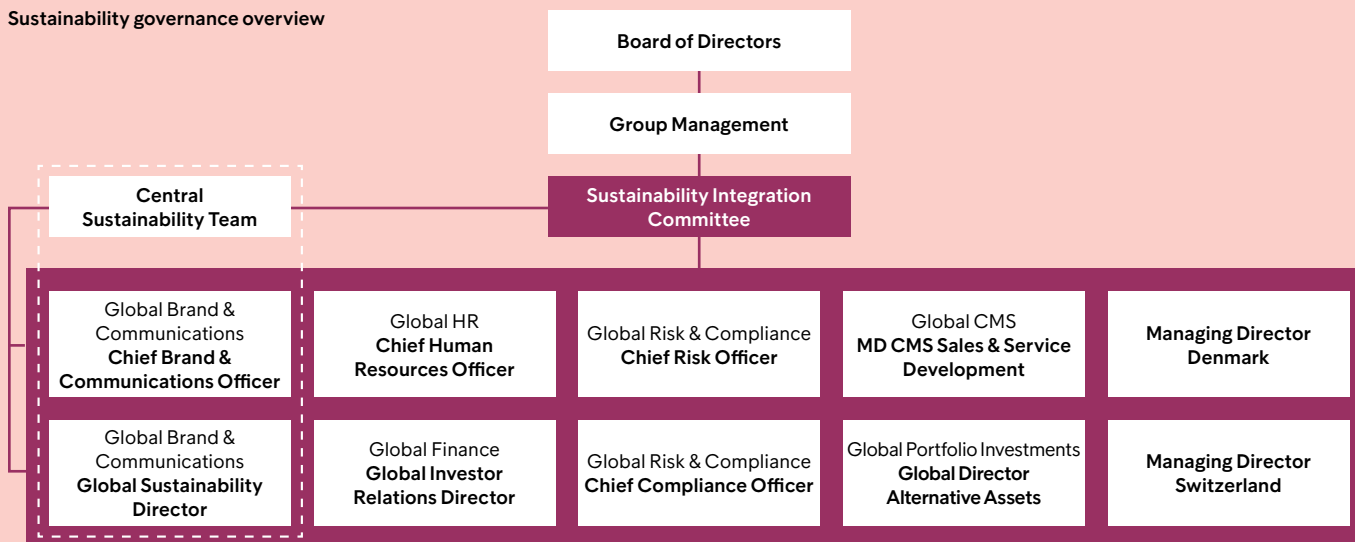 Sustainability governance overview
Board of Directors
Group Management
Central
Sustainability Team
Sustainability Integration
Committee
Global Brand &
Communications
Chief Brand &
Communications Officer
Global HR
Chief Human
Resources Officer
Global Risk & Compliance
Chief Risk Officer
Global CMS
MD CMS Sales & Service
Development
Managing Director
Denmark
Global Brand &
Communications
Global Sustainability
Director
Global Finance
Global Investor
Relations Director
Global Risk & Compliance
Chief Compliance Officer
Global Portfolio Investments
Global Director
Alternative Assets
Managing Director
Switzerland